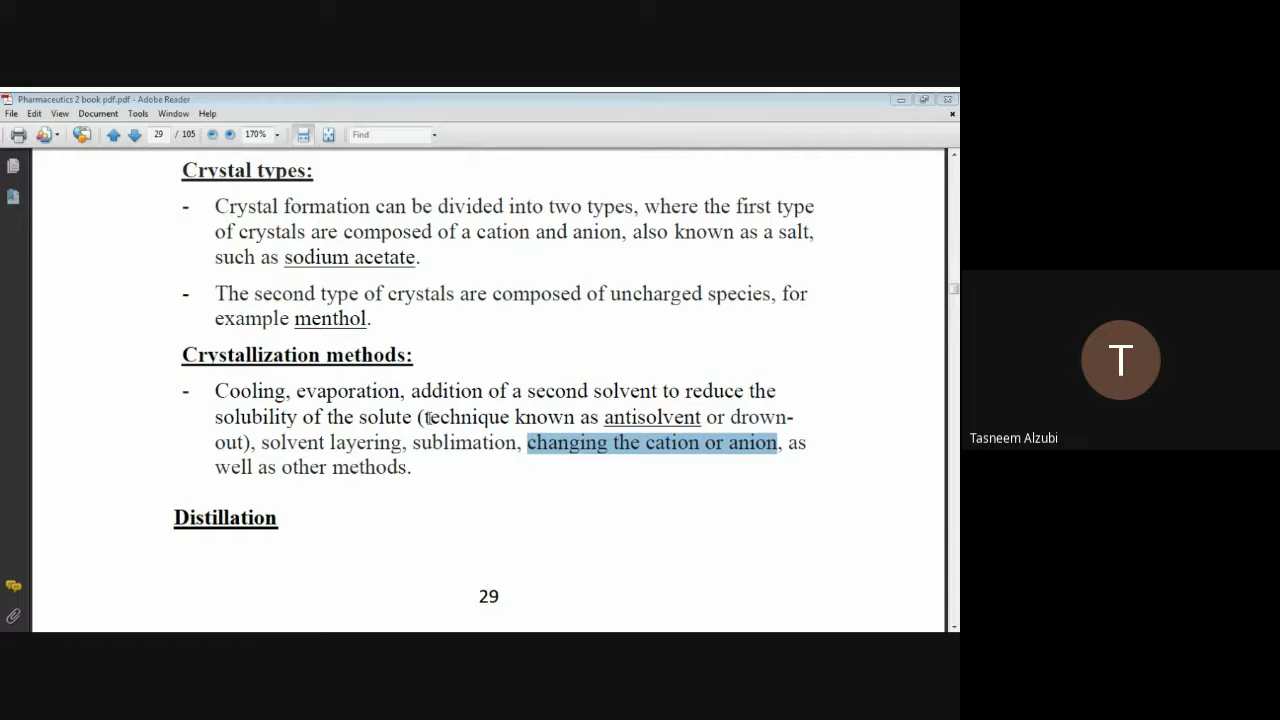 Pharmaceutics 2 book pdf.pdf - Adobe Reader
File Edit View Document Tools Window Help
29 / 105 170% Find
Crystal types:
- Crystal formation can be divided into two types, where the first type
of crystals are composed of a cation and anion, also known as a salt,
such as sodium acetate.
- The second type of crystals are composed of uncharged species, for
example menthol.
Crystallization methods:
- Cooling, evaporation, addition of a second solvent to reduce the
solubility of the solute (technique known as antisolvent or drown-
out), solvent layering, sublimation, changing the cation or anion, as
well as other methods.
Distillation
29
T
Tasneem Alzubi